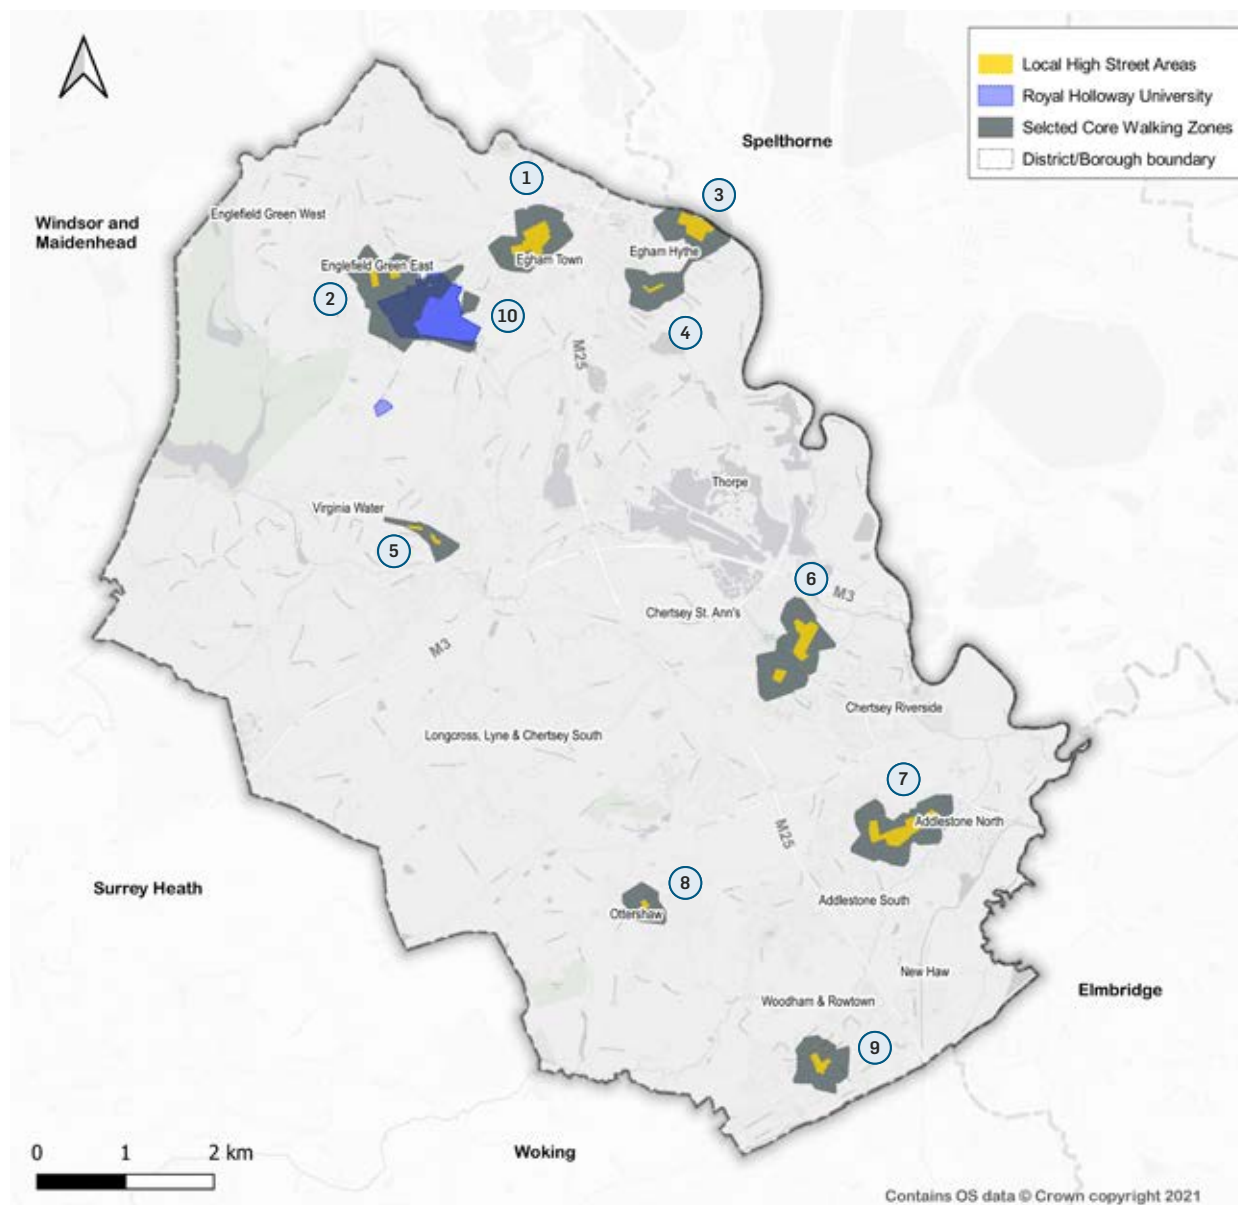 Local High Street Areas
Royal Holloway University
Selcted Core Walking Zones
District/Borough boundary
Spelthorne
1
3
Windsor and
Maidenhead
Englefield Green West
Egham Hythe
Egham Town
Englefield Green East
2
10
4
M25
Thorpe
Virginia Water
5
6
M3
Chertsey St. Ann's
M3
Chertsey Riverside
Longcross, Lyne & Chertsey South
7
Addlestone North
M25
Surrey Heath
8
Addlestone South
Ottershaw
New Haw
Elmbridge
Woodham & Rowtown
9
0 1 2 km
Woking
Contains OS data © Crown copyright 2021